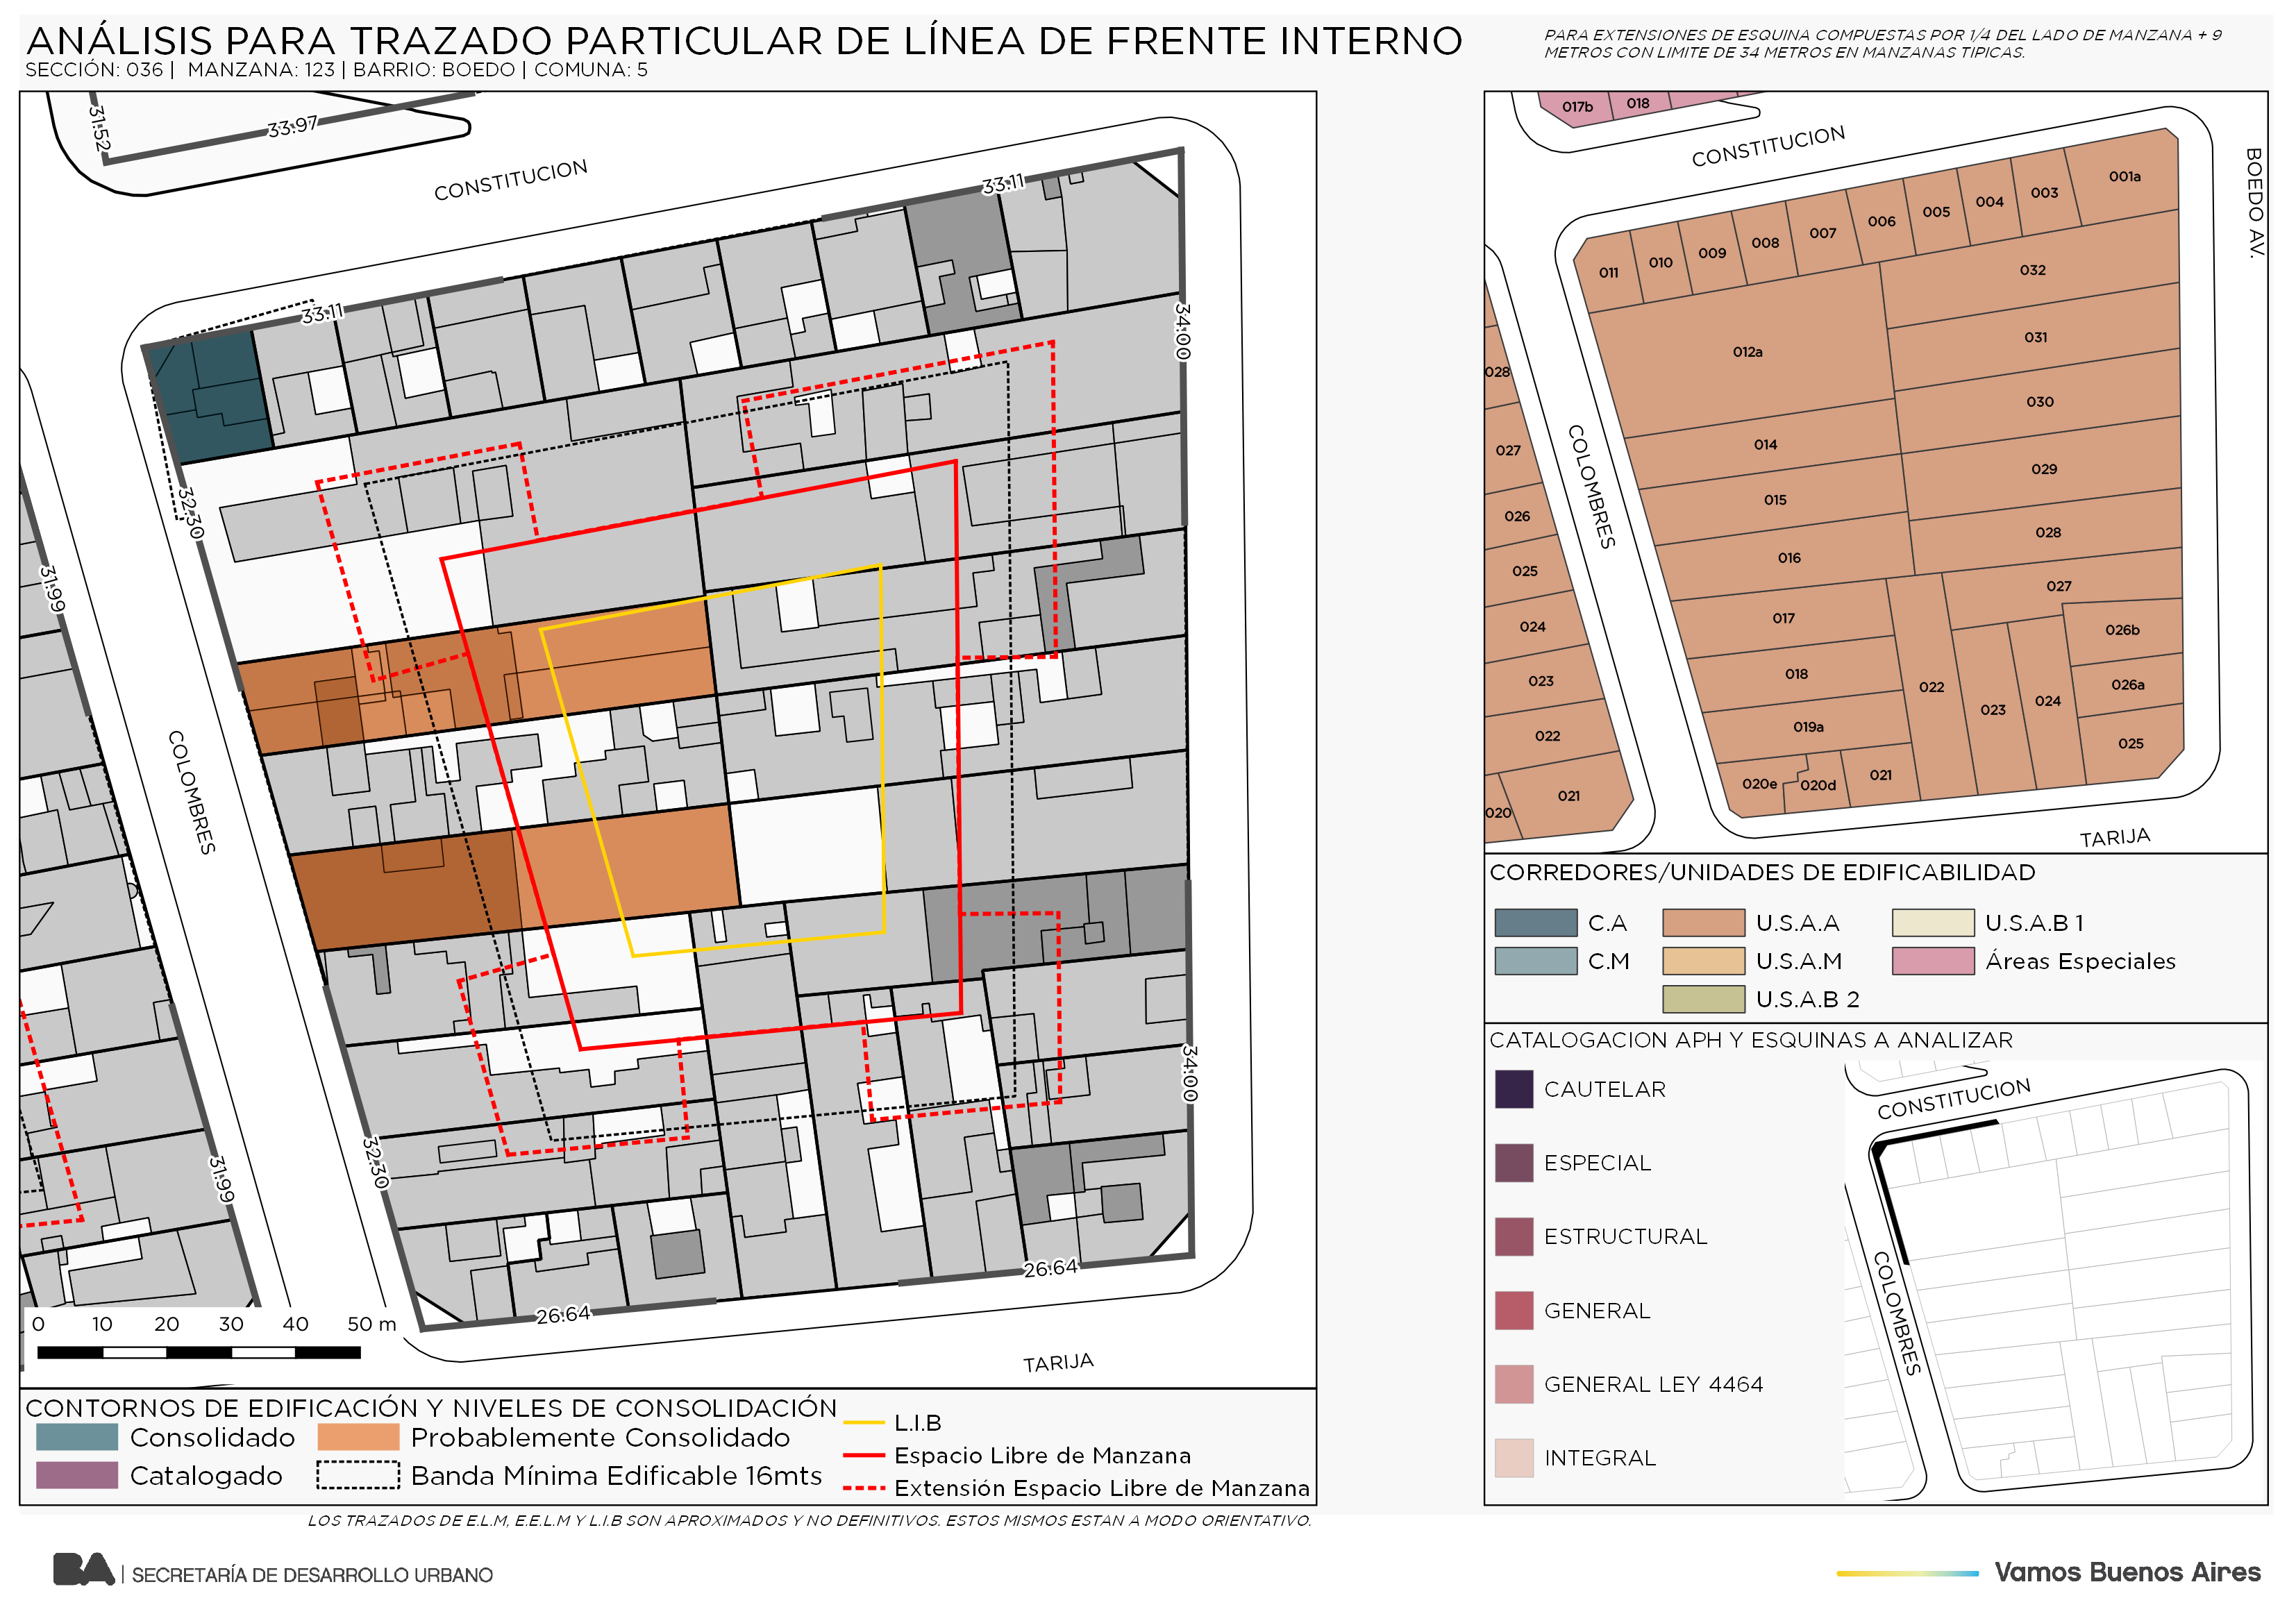 ANÁLISIS PARA TRAZADO PARTICULAR DE LÍNEA DE FRENTE INTERNO
SECCIÓN: 036 | MANZANA: 123 | BARRIO: BOEDO | COMUNA: 5
PARA EXTENSIONES DE ESQUINA COMPUESTAS POR 1/4 DEL LADO DE MANZANA + 9
METROS CON LIMITE DE 34 METROS EN MANZANAS TIPICAS.
31.52
33.97
CONSTITUCION
33.11
33.11
34.00
32.30
31.99
COLOMBRES
34.00
32.30
31.99
26.64
26.64
TARIJA
0 10 20 30 40 50 m
CONTORNOS DE EDIFICACIÓN Y NIVELES DE CONSOLIDACIÓN
Consolidado
Probablemente Consolidado
Catalogado
Banda Mínima Edificable 16mts
L.I.B
Espacio Libre de Manzana
Extensión Espacio Libre de Manzana
LOS TRAZADOS DE E.L.M, E.E.L.M Y L.I.B SON APROXIMADOS Y NO DEFINITIVOS. ESTOS MISMOS ESTAN A MODO ORIENTATIVO.
017b
018
CONSTITUCION
BOEDO AV.
001a
003
004
005
006
007
008
009
010
011
032
012a
031
028
030
014
027
029
015
COLOMBRES
026
028
016
025
027
017
024
026b
018
023
026a
022
024
023
019a
022
025
020e
020d
021
021
020
TARIJA
CORREDORES/UNIDADES DE EDIFICABILIDAD
C.A
U.S.A.A
U.S.A.B 1
C.M
U.S.A.M
Áreas Especiales
U.S.A.B 2
CATALOGACION APH Y ESQUINAS A ANALIZAR
CAUTELAR
ESPECIAL
ESTRUCTURAL
GENERAL
GENERAL LEY 4464
INTEGRAL
CONSTITUCION
COLOMBRES
BA | SECRETARÍA DE DESARROLLO URBANO
Vamos Buenos Aires